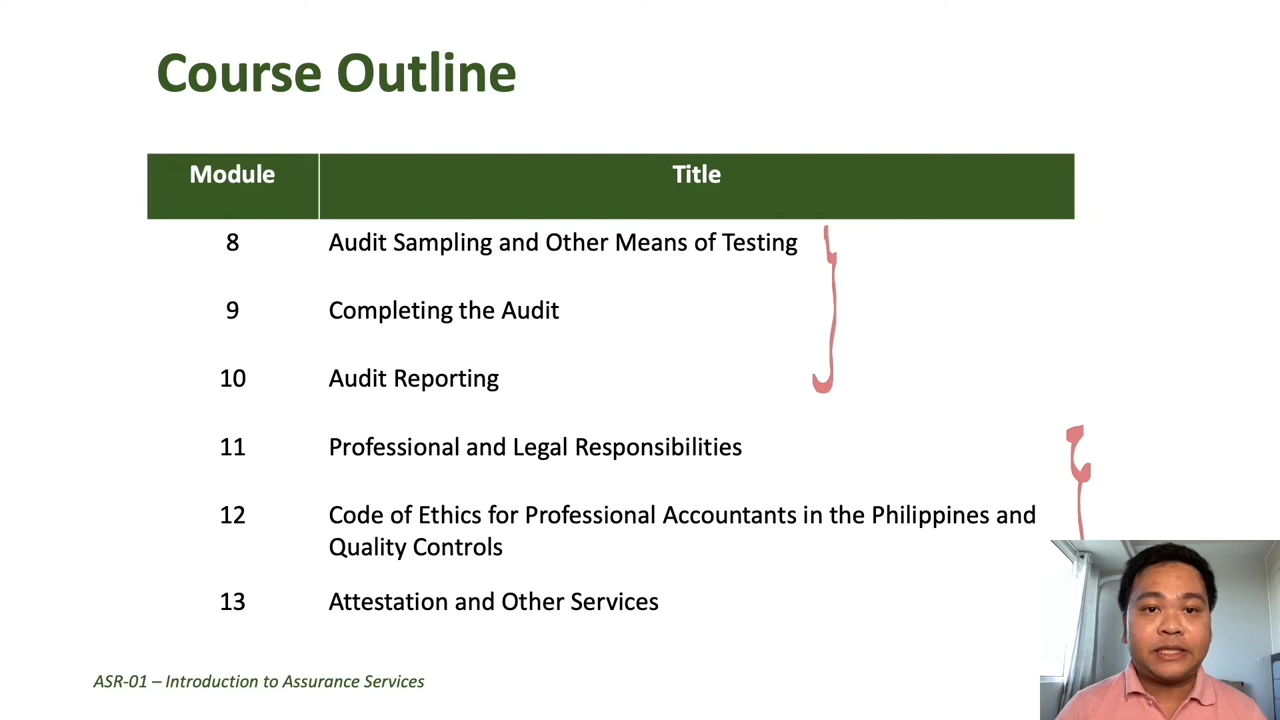 Course Outline
Module Title
8 Audit Sampling and Other Means of Testing
9 Completing the Audit
10 Audit Reporting
11 Professional and Legal Responsibilities
12 Code of Ethics for Professional Accountants in the Philippines and
Quality Controls
13 Attestation and Other Services
ASR-01 – Introduction to Assurance Services